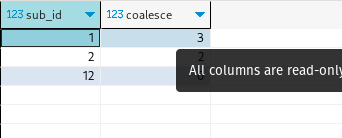 123 sub_id 123 coalesce
1 3
2 2
12
All columns are read-only